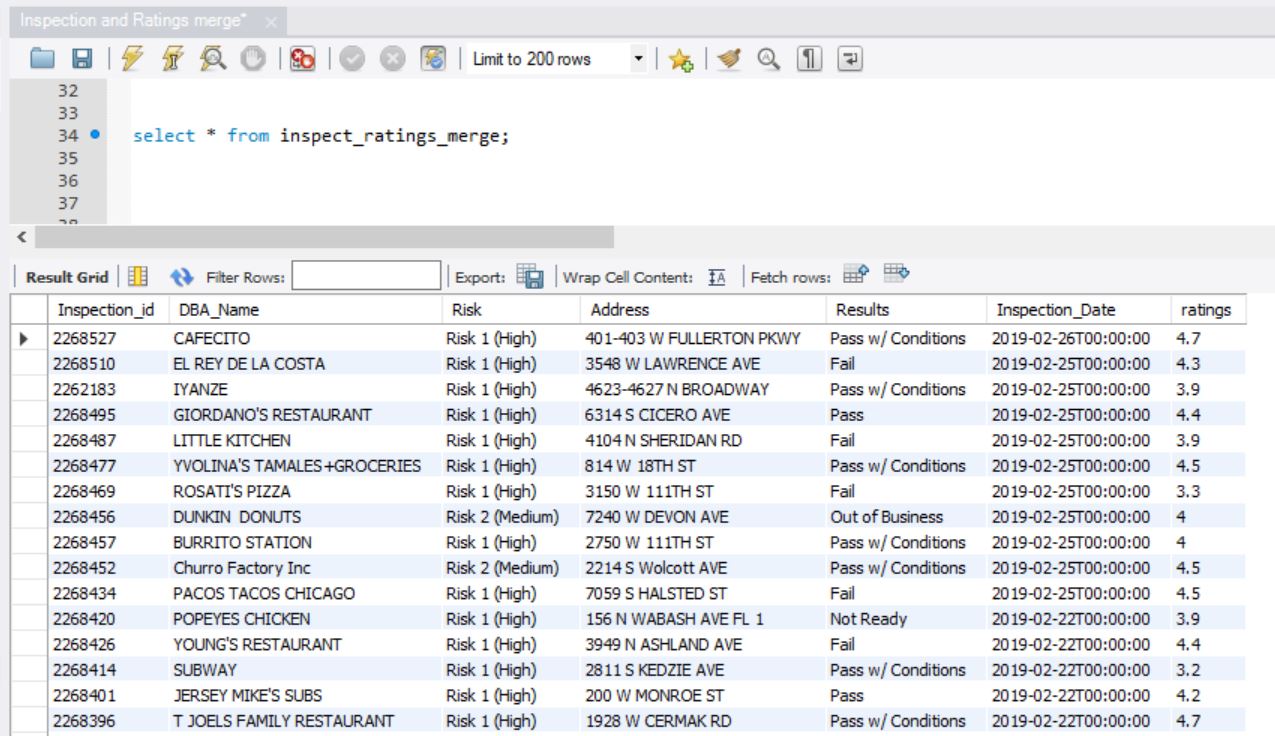 Inspection and Ratings merge*
Limit to 200 rows
32
33
34 select * from inspect_ratings_merge;
35
36
37
Result Grid Filter Rows: Export: Wrap Cell Content: Fetch rows:
Inspection_id DBA_Name Risk Address Results Inspection_Date ratings
2268527 CAFECITO Risk 1 (High) 401-403 W FULLERTON PKWY Pass w/ Conditions 2019-02-26T00:00:00 4.7
2268510 EL REY DE LA COSTA Risk 1 (High) 3548 W LAWRENCE AVE Fail 2019-02-25T00:00:00 4.3
2262183 IYANZE Risk 1 (High) 4623-4627 N BROADWAY Pass w/ Conditions 2019-02-25T00:00:00 3.9
2268495 GIORDANO'S RESTAURANT Risk 1 (High) 6314 S CICERO AVE Pass 2019-02-25T00:00:00 4.4
2268487 LITTLE KITCHEN Risk 1 (High) 4104 N SHERIDAN RD Fail 2019-02-25T00:00:00 3.9
2268477 YVOLINA'S TAMALES+GROCERIES Risk 1 (High) 814 W 18TH ST Pass w/ Conditions 2019-02-25T00:00:00 4.5
2268469 ROSATI'S PIZZA Risk 1 (High) 3150 W 111TH ST Fail 2019-02-25T00:00:00 3.3
2268456 DUNKIN DONUTS Risk 2 (Medium) 7240 W DEVON AVE Out of Business 2019-02-25T00:00:00 4
2268457 BURRITO STATION Risk 1 (High) 2750 W 111TH ST Pass w/ Conditions 2019-02-25T00:00:00 4
2268452 Churro Factory Inc Risk 2 (Medium) 2214 S Wolcott AVE Pass w/ Conditions 2019-02-25T00:00:00 4.5
2268434 PACOS TACOS CHICAGO Risk 1 (High) 7059 S HALSTED ST Fail 2019-02-25T00:00:00 4.5
2268420 POPEYES CHICKEN Risk 1 (High) 156 N WABASH AVE FL 1 Not Ready 2019-02-22T00:00:00 3.9
2268426 YOUNG'S RESTAURANT Risk 1 (High) 3949 N ASHLAND AVE Fail 2019-02-22T00:00:00 4.4
2268414 SUBWAY Risk 1 (High) 2811 S KEDZIE AVE Pass w/ Conditions 2019-02-22T00:00:00 3.2
2268401 JERSEY MIKE'S SUBS Risk 1 (High) 200 W MONROE ST Pass 2019-02-22T00:00:00 4.2
2268396 T JOELS FAMILY RESTAURANT Risk 1 (High) 1928 W CERMAK RD Pass w/ Conditions 2019-02-22T00:00:00 4.7